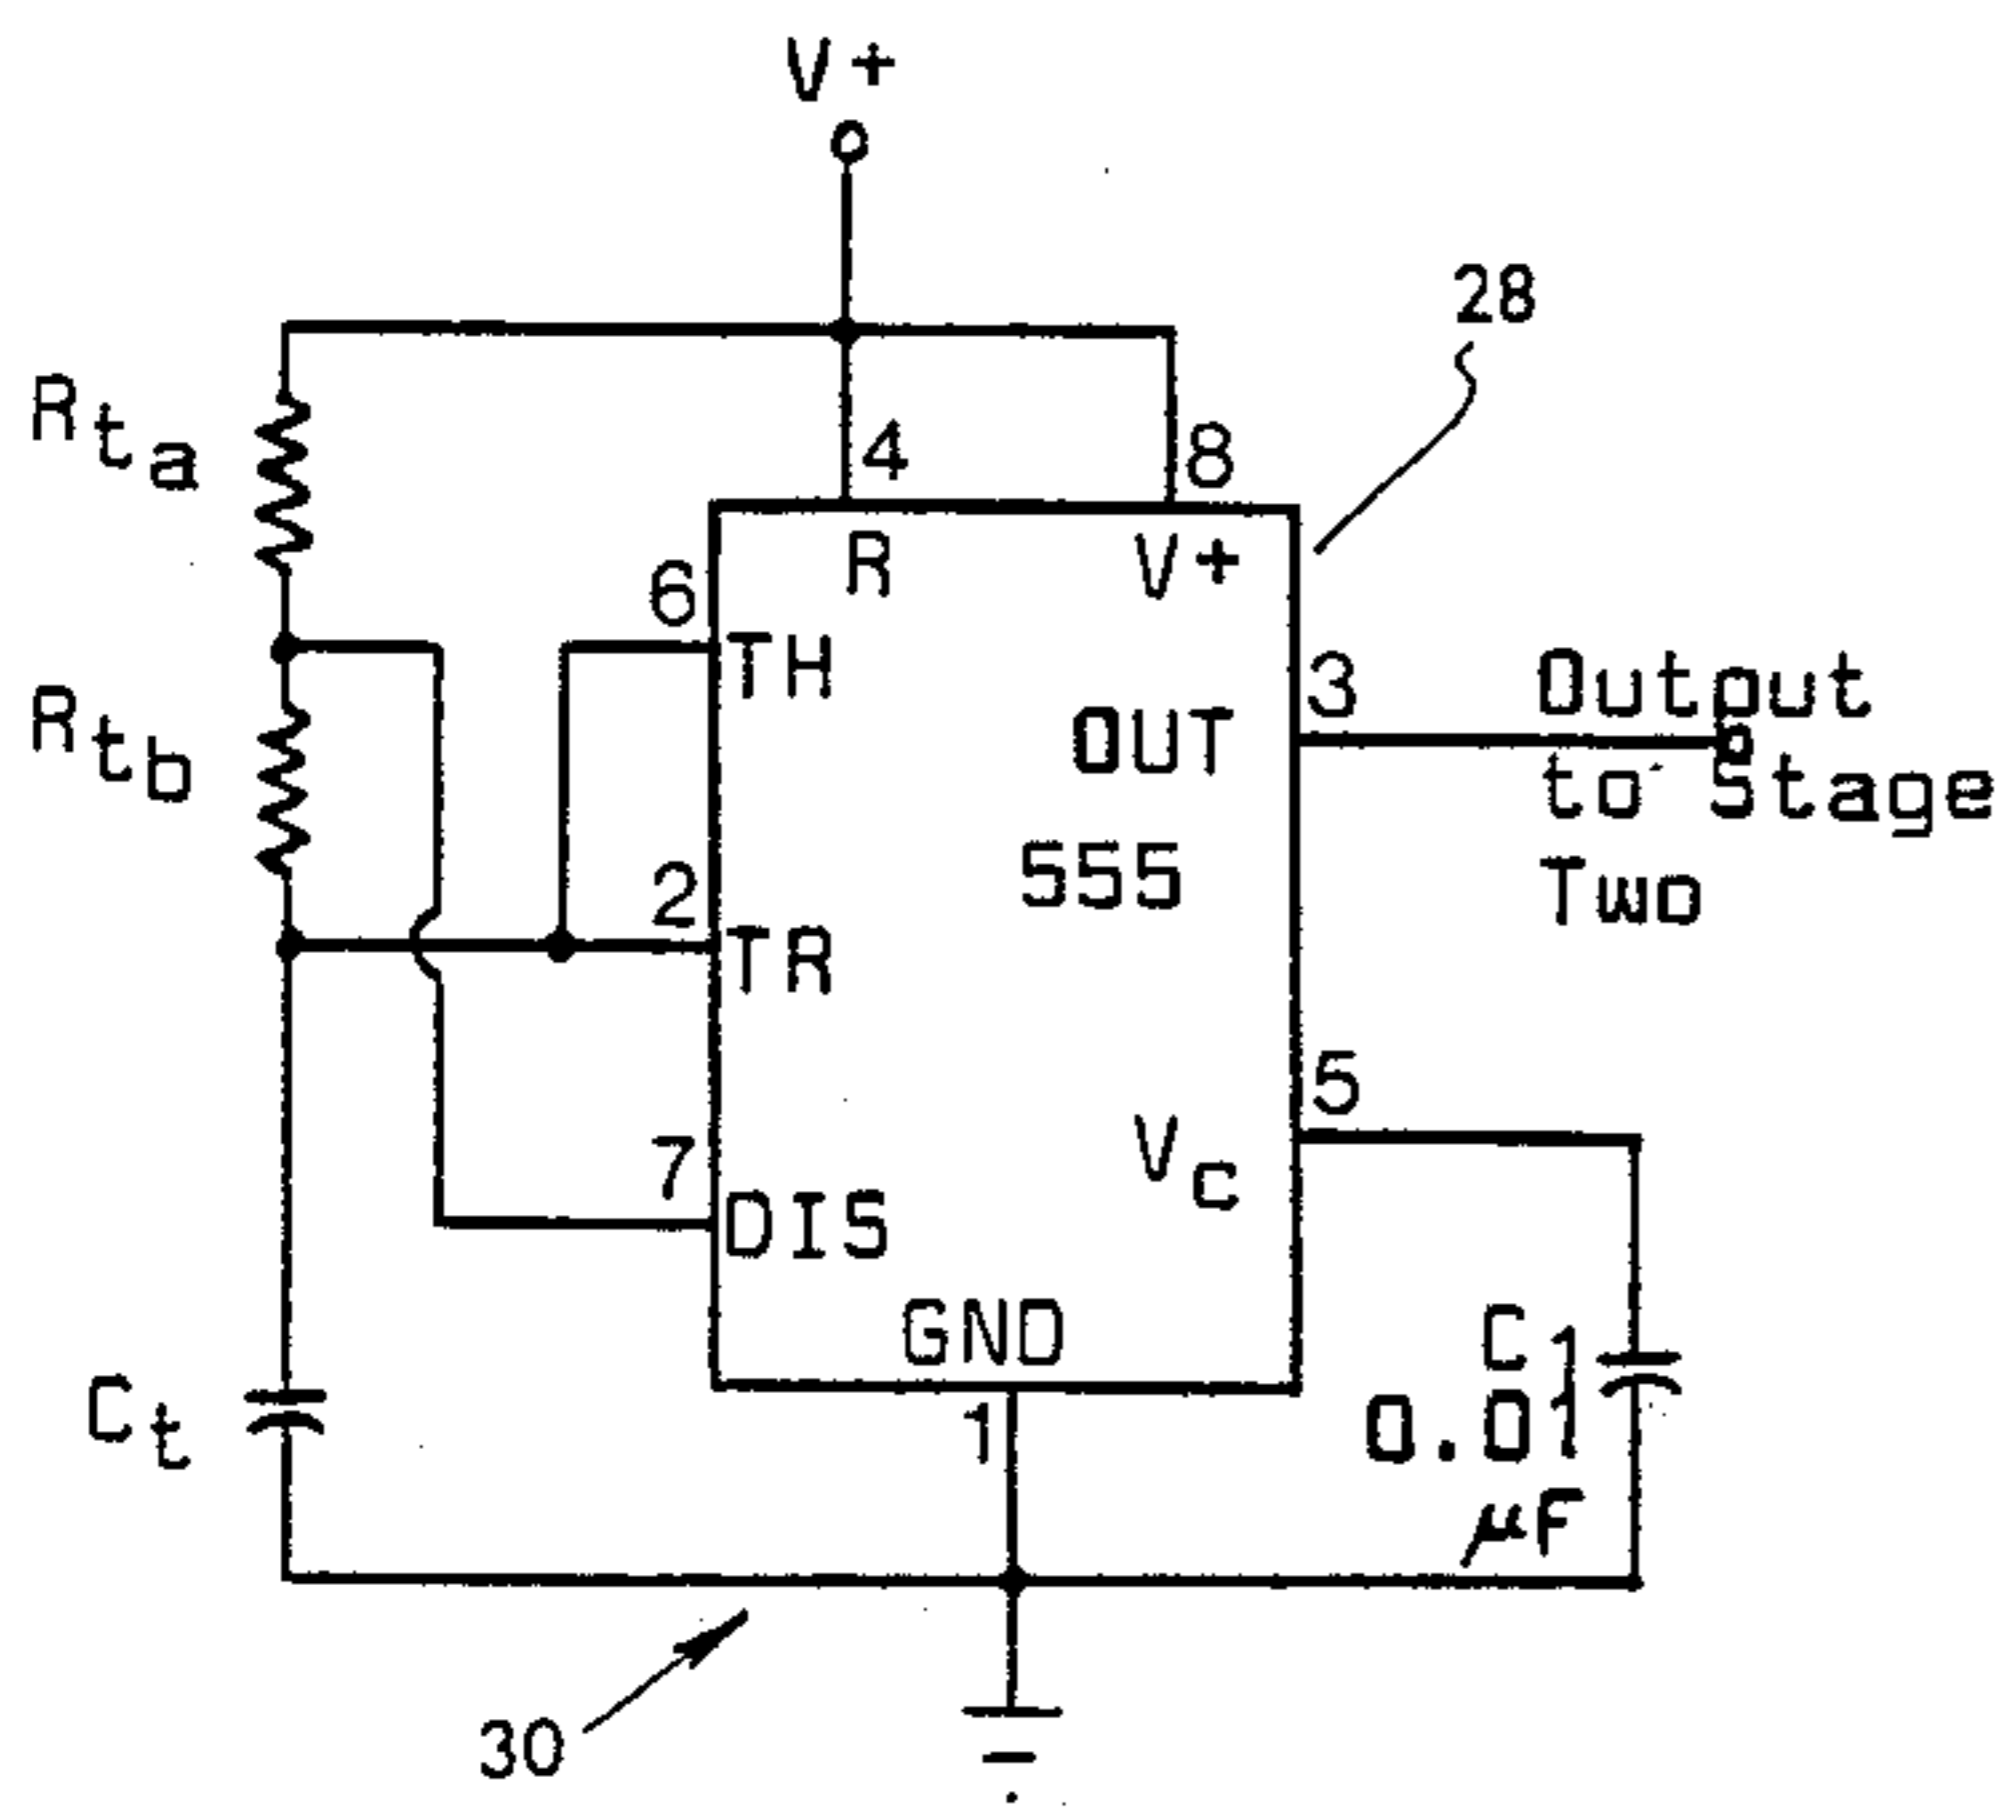 V+
28
Rta
4
8
R
V+
6
TH
3
Output
Rtb
OUT
to Stage
555
Two
2
TR
5
7
Vc
DIS
GND
C1
Ct
1
0.01
µF
30